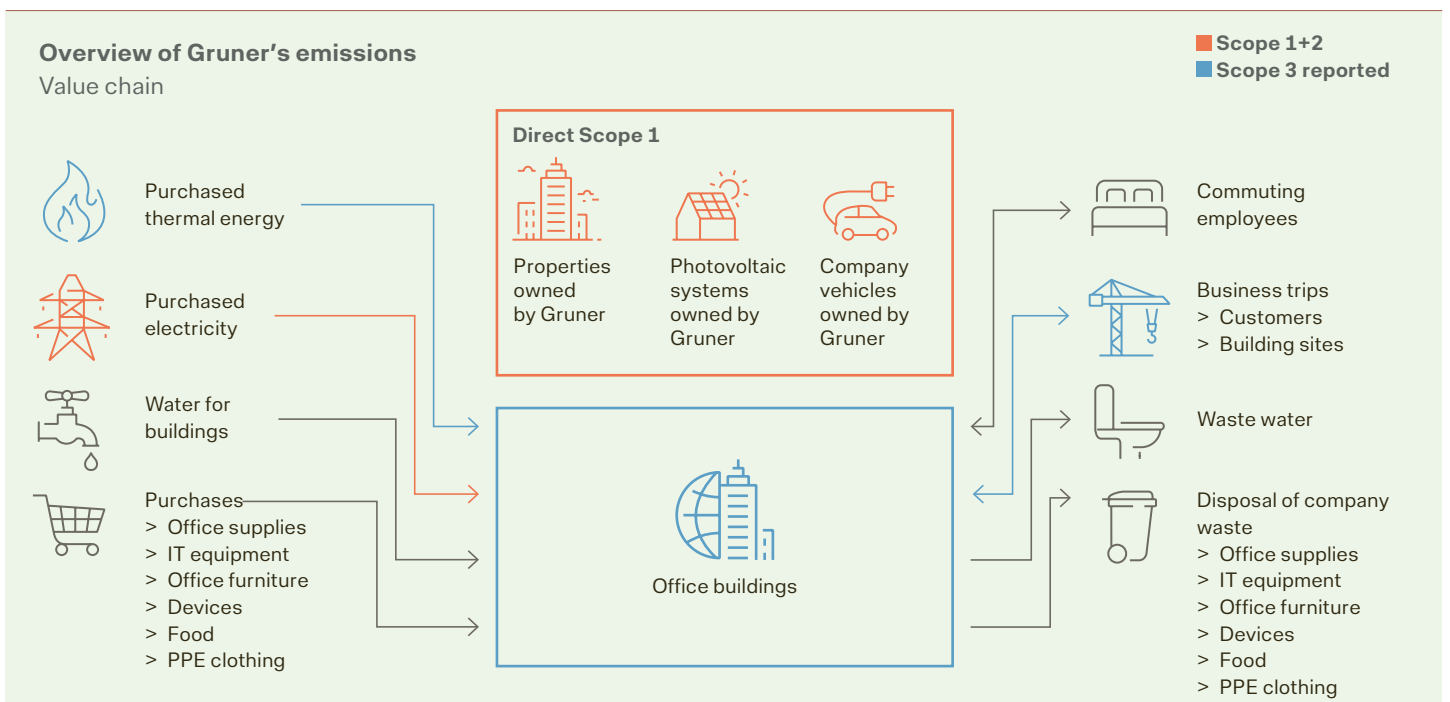 Overview of Gruner's emissions
Value chain
Scope 1+2
Scope 3 reported
Purchased
thermal energy
Purchased
electricity
Water for
buildings
Purchases
> Office supplies
> IT equipment
> Office furniture
> Devices
> Food
> PPE clothing
Direct Scope 1
Properties
owned
by Gruner
Photovoltaic
systems
owned by
Gruner
Company
vehicles
owned by
Gruner
Office buildings
Commuting
employees
Business trips
> Customers
> Building sites
Waste water
Disposal of company
waste
> Office supplies
> IT equipment
> Office furniture
> Devices
> Food
> PPE clothing